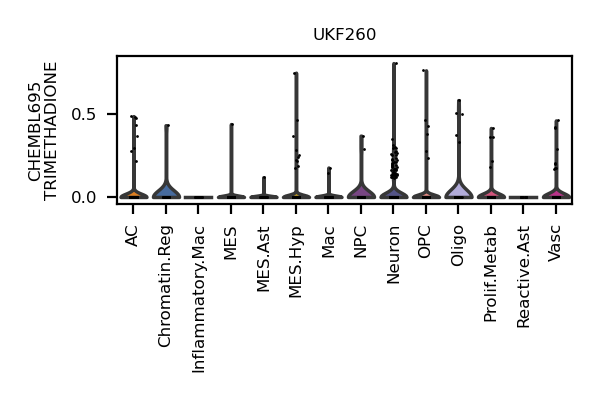 UKF260
CHEMBL695
TRIMETHADIONE
0.5
0.0
AC
Chromatin.Reg
Inflammatory.Mac
MES
MES.Ast
MES.Hyp
Mac
NPC
Neuron
OPC
Oligo
Prolif.Metab
Reactive.Ast
Vasc